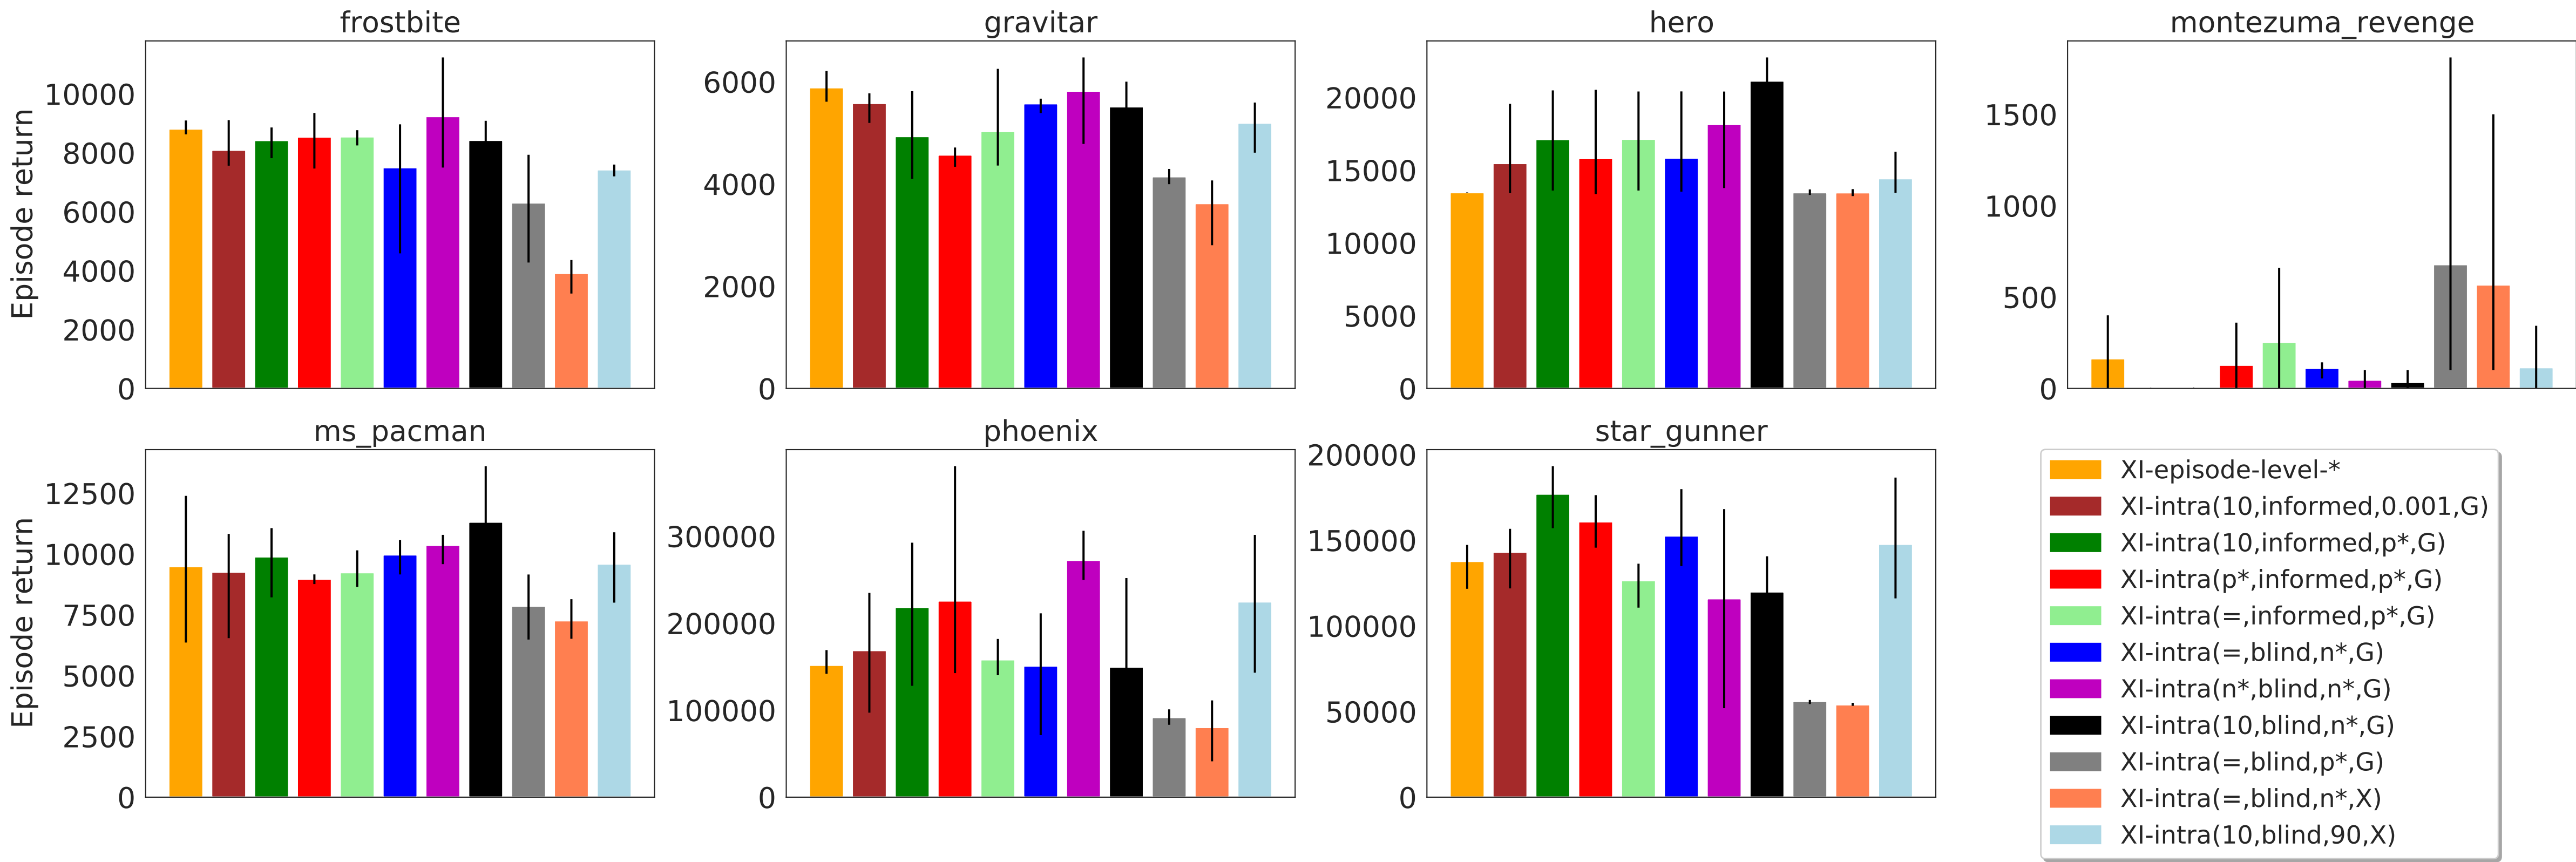 frostbite
Episode return
10000
8000
6000
4000
2000
0
gravitar
6000
4000
2000
0
hero
20000
15000
10000
5000
0
montezuma_revenge
1500
1000
500
0
ms_pacman
Episode return
12500
10000
7500
5000
2500
0
phoenix
300000
200000
100000
0
star_gunner
200000
150000
100000
50000
0
XI-episode-level-*
XI-intra(10,informed,0.001,G)
XI-intra(10,informed,p*,G)
XI-intra(p*,informed,p*,G)
XI-intra(=,informed,p*,G)
XI-intra(=,blind,n*,G)
XI-intra(n*,blind,n*,G)
XI-intra(10,blind,n*,G)
XI-intra(=,blind,p*,G)
XI-intra(=,blind,n*,X)
XI-intra(10,blind,90,X)